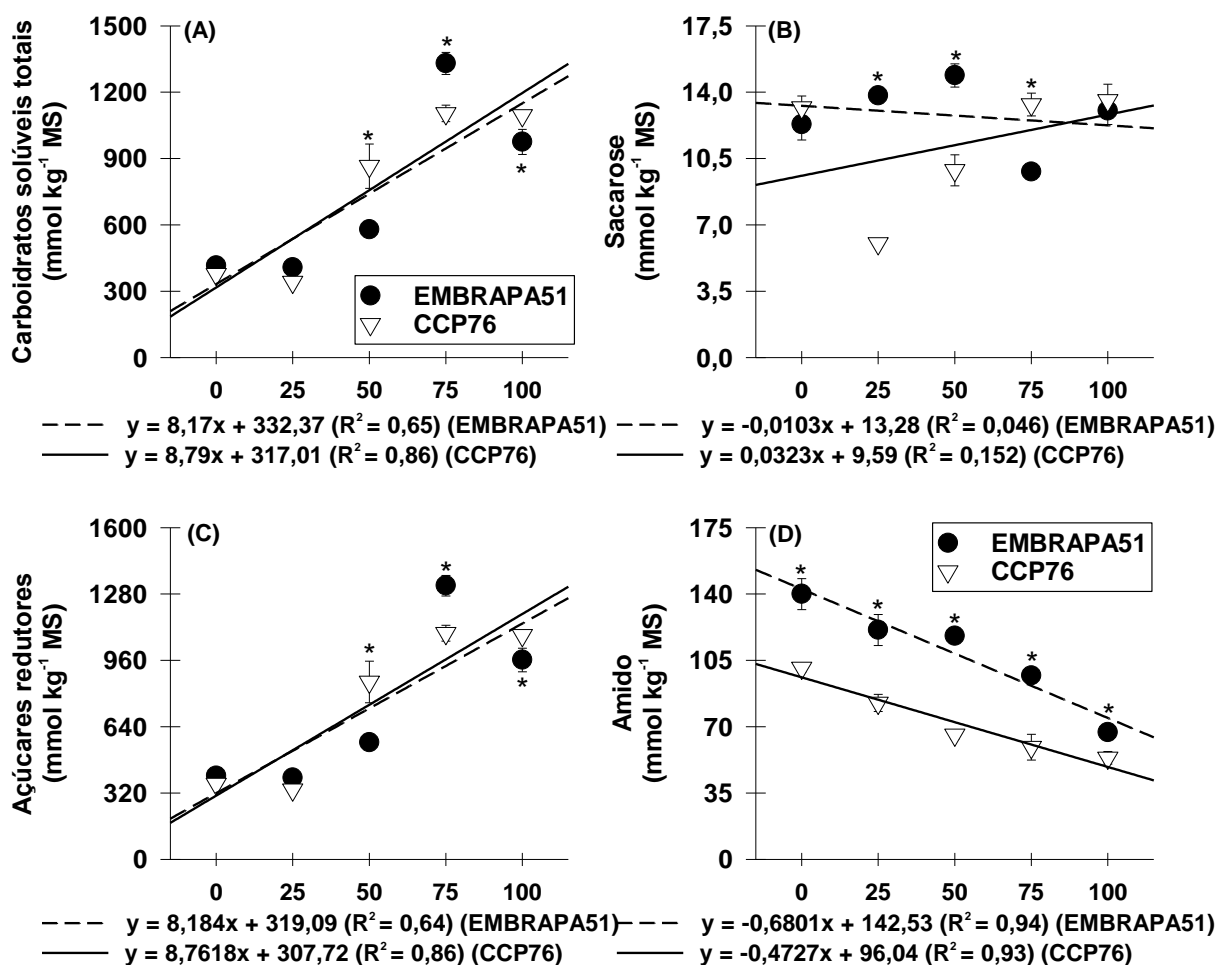 Carboidratos solúveis totais
(mmol kg⁻¹ MS)
1500
1200
900
600
300
0
(A)
*
*
*
EMBRAPA51
CCP76
0 25 50 75 100
y = 8,17x + 332,37 (R² = 0,65) (EMBRAPA51)
y = 8,79x + 317,01 (R² = 0,86) (CCP76)
Sacarose
(mmol kg⁻¹ MS)
17,5
14,0
10,5
7,0
3,5
0,0
(B)
*
*
*
0 25 50 75 100
y = -0,0103x + 13,28 (R² = 0,046) (EMBRAPA51)
y = 0,0323x + 9,59 (R² = 0,152) (CCP76)
Açúcares redutores
(mmol kg⁻¹ MS)
1600
1280
960
640
320
0
(C)
*
*
*
0 25 50 75 100
y = 8,184x + 319,09 (R² = 0,64) (EMBRAPA51)
y = 8,7618x + 307,72 (R² = 0,86) (CCP76)
Amido
(mmol kg⁻¹ MS)
175
140
105
70
35
0
(D)
EMBRAPA51
CCP76
*
*
*
*
*
0 25 50 75 100
y = -0,6801x + 142,53 (R² = 0,94) (EMBRAPA51)
y = -0,4727x + 96,04 (R² = 0,93) (CCP76)